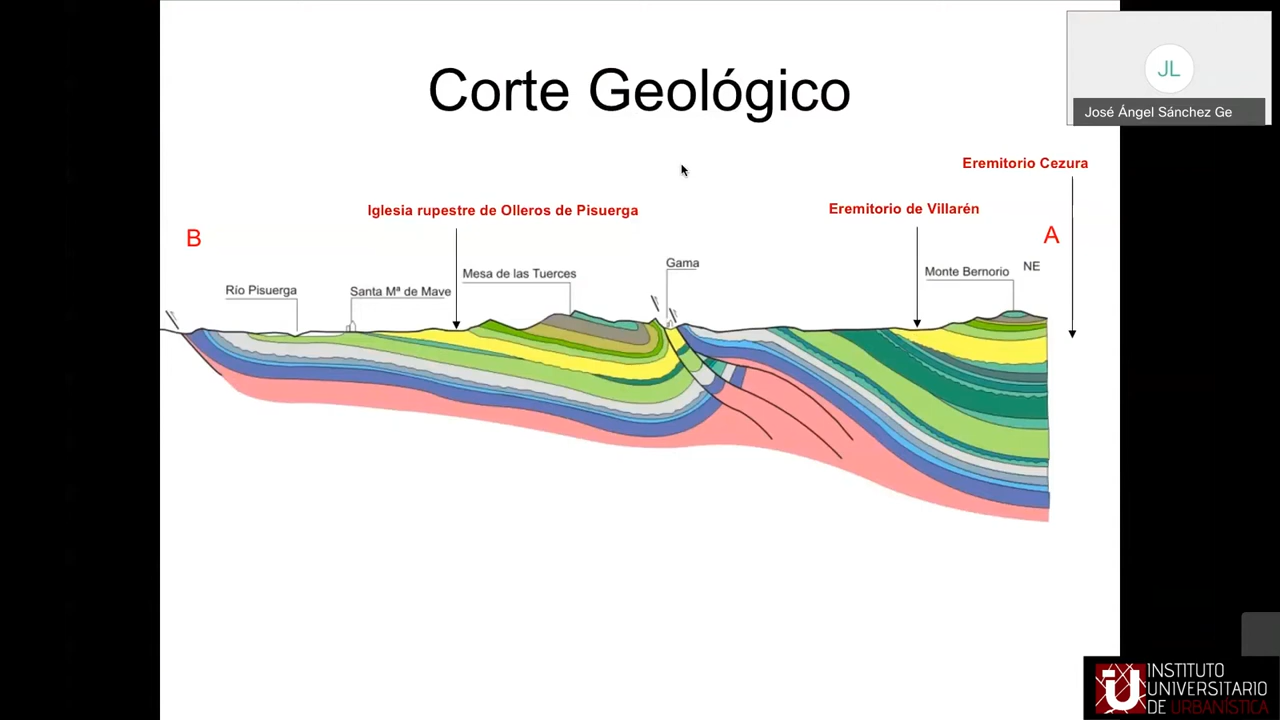 Corte Geológico
JL
José Ángel Sánchez Ge
Eremitorio Cezura
Iglesia rupestre de Olleros de Pisuerga
Eremitorio de Villarén
B
A
Gama
NE
Mesa de las Tuerces
Monte Bernorio
Río Pisuerga
Santa Mª de Mave
INSTITUTO
UNIVERSITARIO
DE URBANÍSTICA